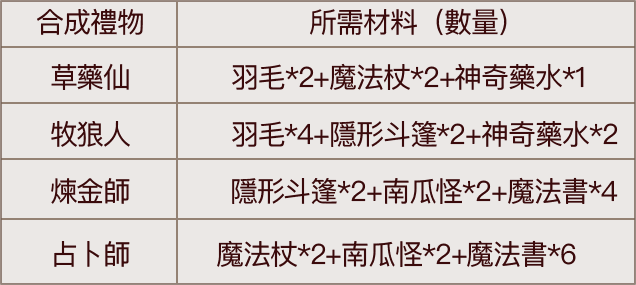 合成禮物 所需材料（數量）
草藥仙 羽毛*2+魔法杖*2+神奇藥水*1
牧狼人 羽毛*4+隱形斗篷*2+神奇藥水*2
煉金師 隱形斗篷*2+南瓜怪*2+魔法書*4
占卜師 魔法杖*2+南瓜怪*2+魔法書*6